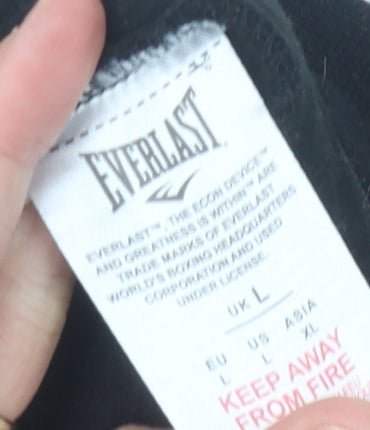 EVERLAST
EVERLAST™, THE ECON DEVICE™
AND GREATNESS IS WITHIN™ ARE
TRADE MARKS OF EVERLAST
WORLD'S BOXING HEADQUARTERS
CORPORATION AND USED
UNDER LICENSE.
UK L
EU US ASIA
L L XL
KEEP AWAY
FROM FIRE